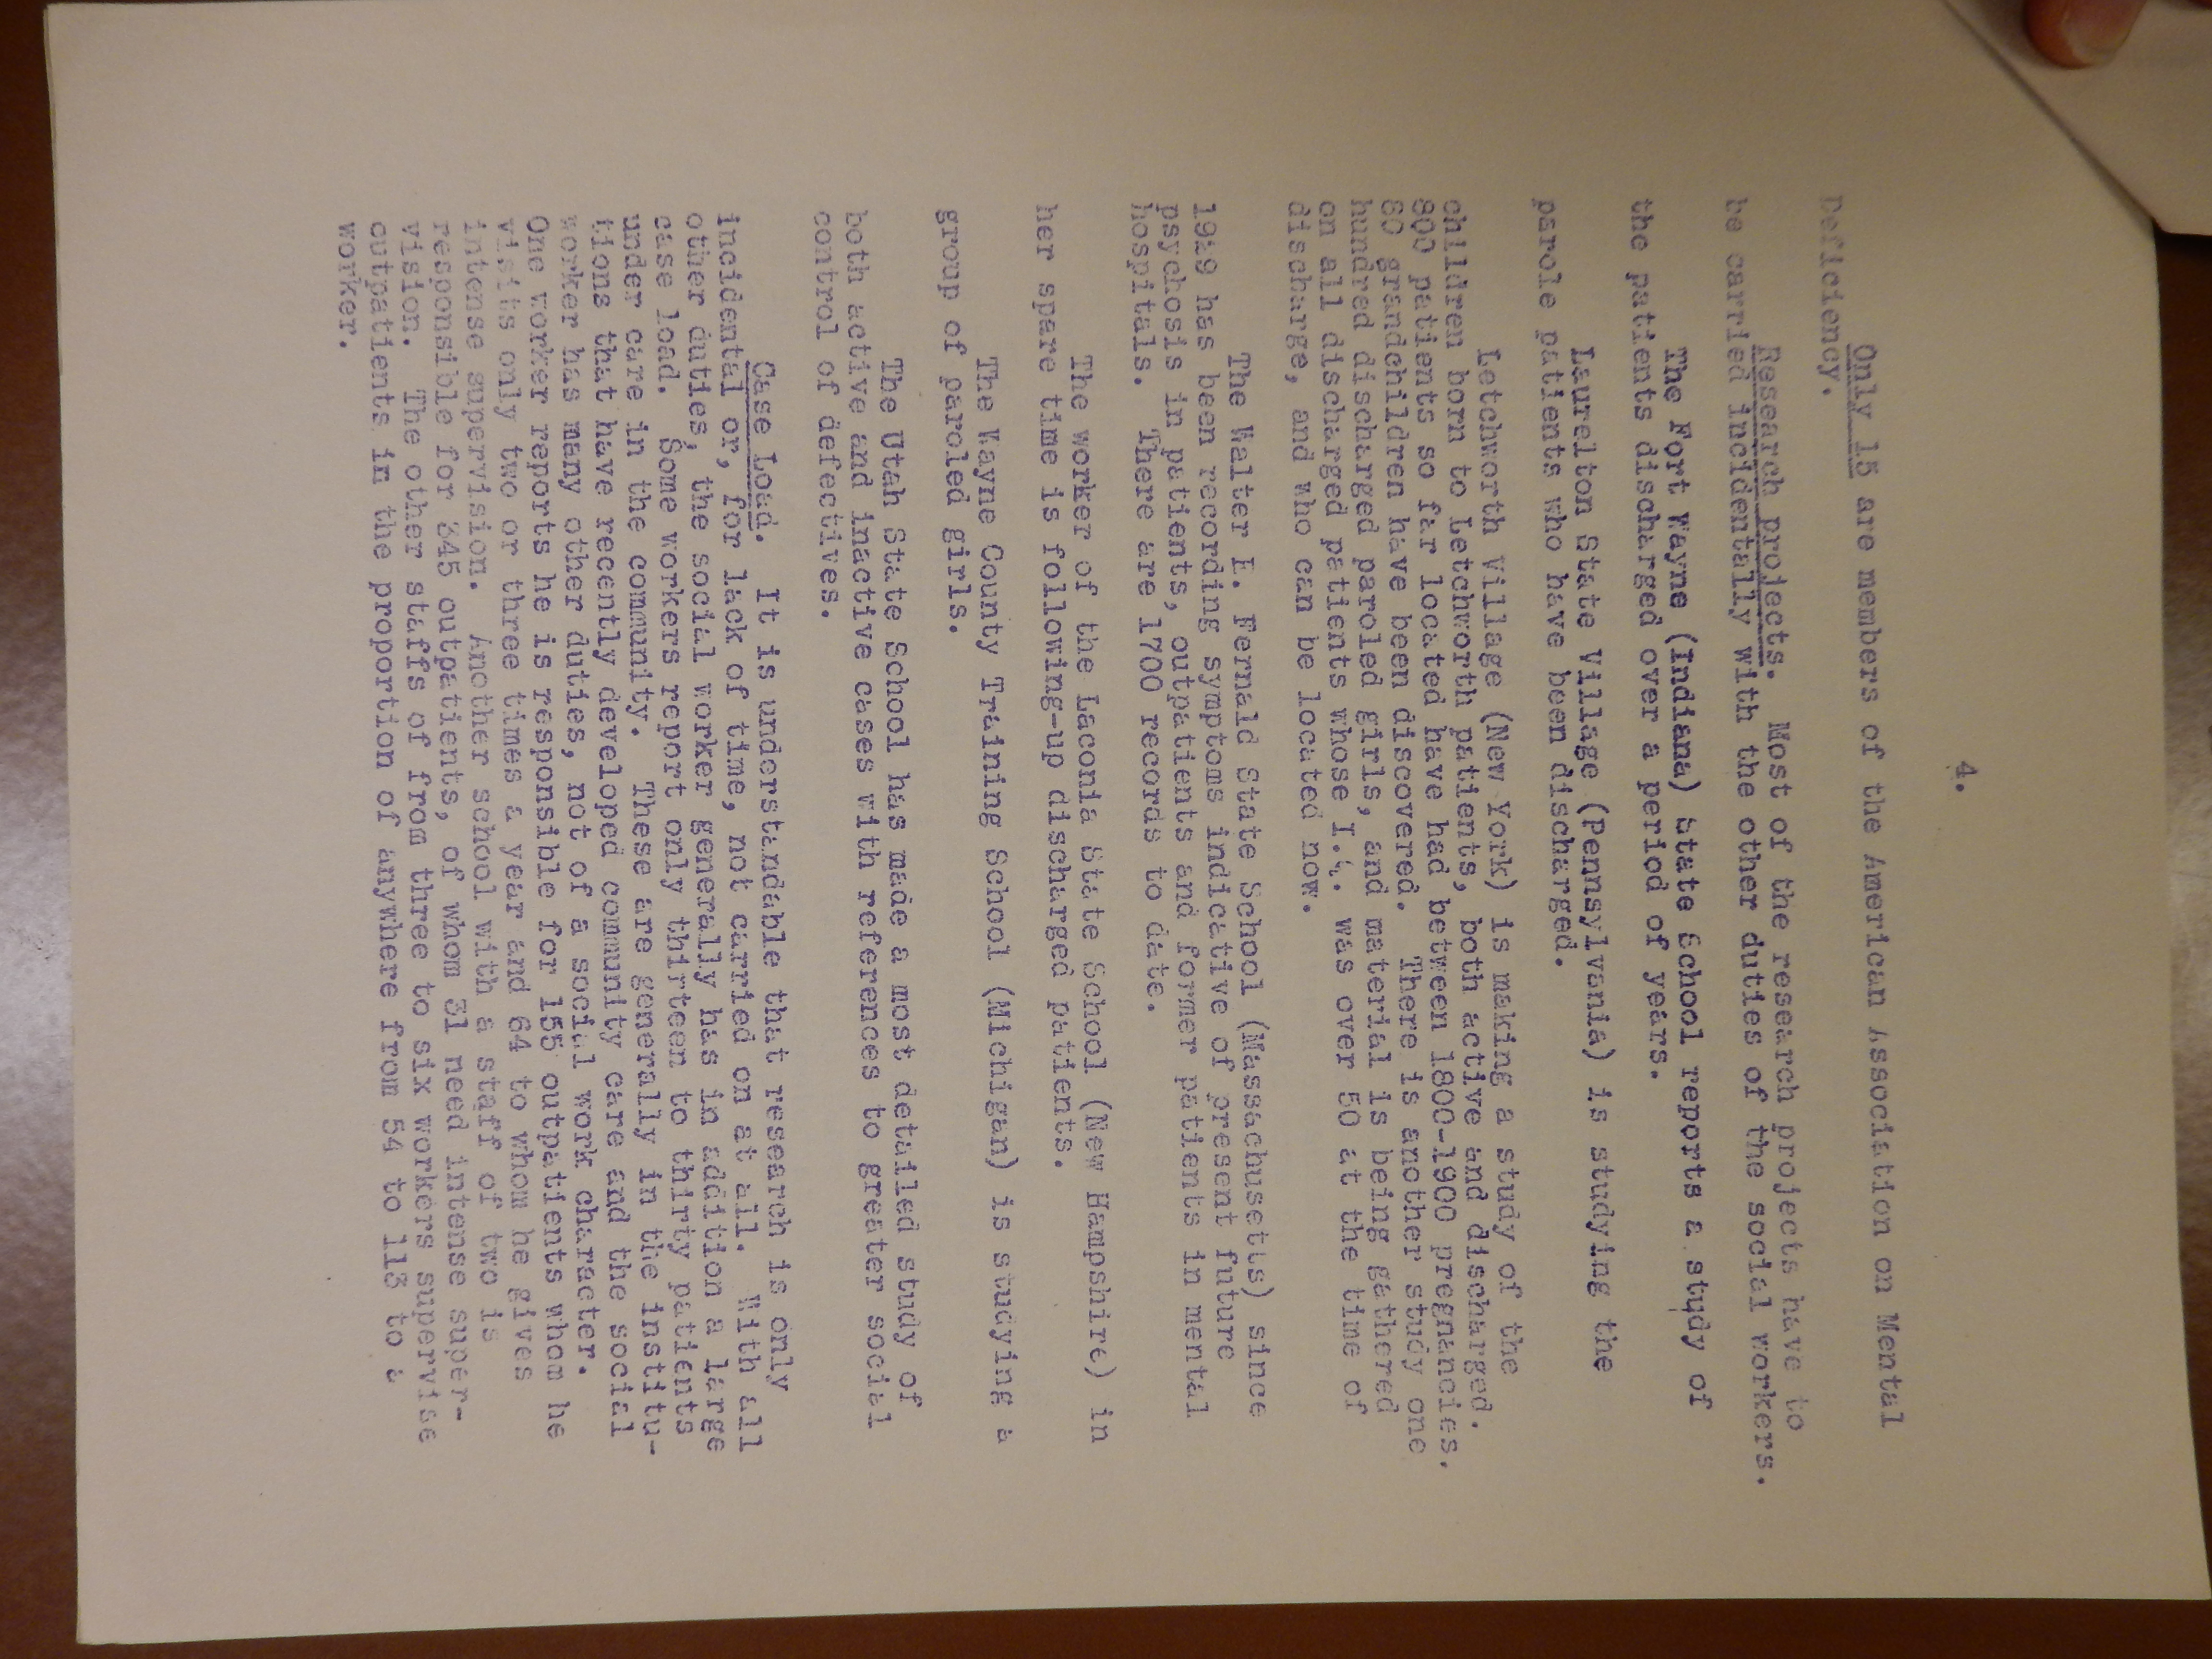 4.
Only 15 are members of the American Association on Mental
Deficiency.
Research projects. Most of the research projects have to
be carried incidentally with the other duties of the social workers.
The Fort Wayne (Indiana) State School reports a study of
the patients discharged over a period of years.
Laurelton State Village (Pennsylvania) is studying the
parole patients who have been discharged.
Letchworth Village (New York) is making a study of the
children born to Letchworth patients, both active and discharged.
800 patients so far located have had between 1800-1900 pregnancies.
80 grandchildren have been discovered. There is another study one
hundred discharged paroled girls, and material is being gathered
on all discharged patients whose I.Q. was over 50 at the time of
discharge, and who can be located now.
The Walter E. Fernald State School (Massachusetts) since
1929 has been recording symptoms indicative of present future
psychosis in patients, outpatients and former patients in mental
hospitals. There are 1700 records to date.
The worker of the Laconia State School (New Hampshire) in
her spare time is following-up discharged patients.
The Wayne County Training School (Michigan) is studying a
group of paroled girls.
The Utah State School has made a most detailed study of
both active and inactive cases with references to greater social
control of defectives.
Case Load. It is understandable that research is only
incidental or, for lack of time, not carried on at all. With all
other duties, the social worker generally has in addition a large
case load. Some workers report only thirteen to thirty patients
under care in the community. These are generally in the institu-
tions that have recently developed community care and the social
worker has many other duties, not of a social work character.
One worker reports he is responsible for 155 outpatients whom he
visits only two or three times a year and 64 to whom he gives
intense supervision. Another school with a staff of two is
responsible for 345 outpatients, of whom 31 need intense super-
vision. The other staffs of from three to six workers supervise
outpatients in the proportion of anywhere from 54 to 113 to a
worker.